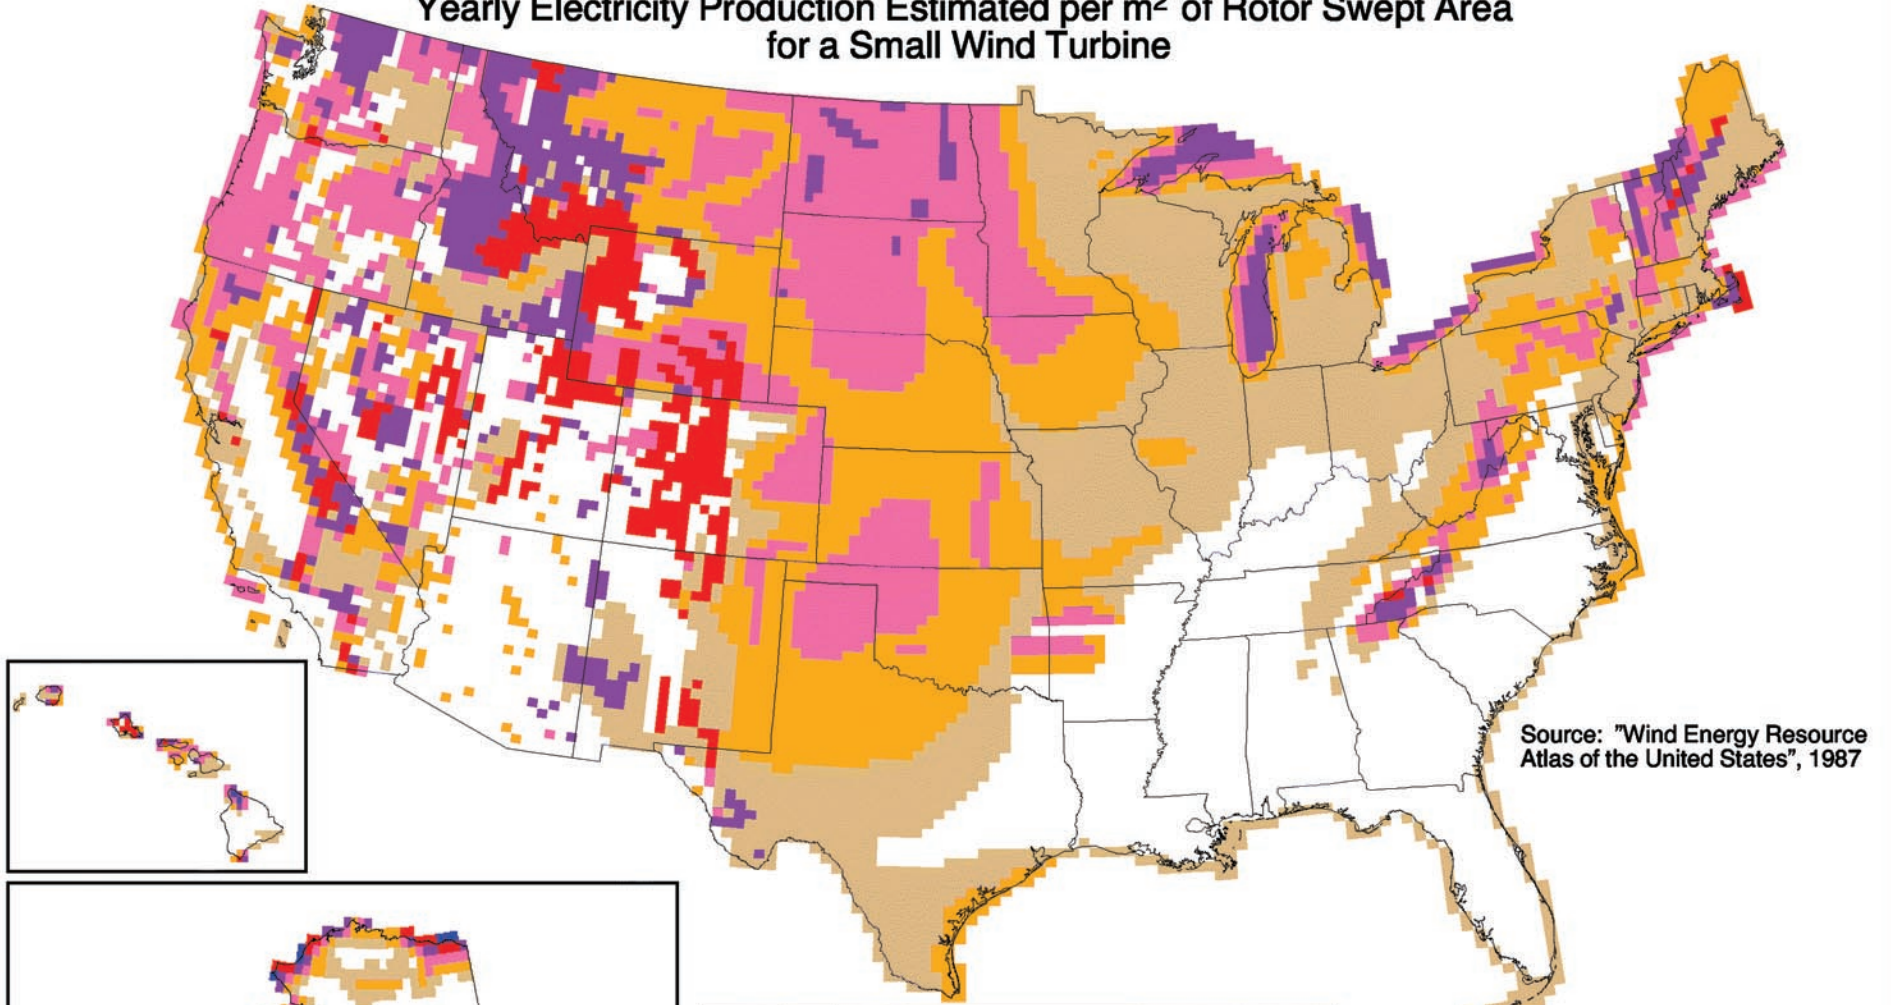 Yearly Electricity Production Estimated per m² of Rotor Swept Area
for a Small Wind Turbine
Source: "Wind Energy Resource
Atlas of the United States", 1987